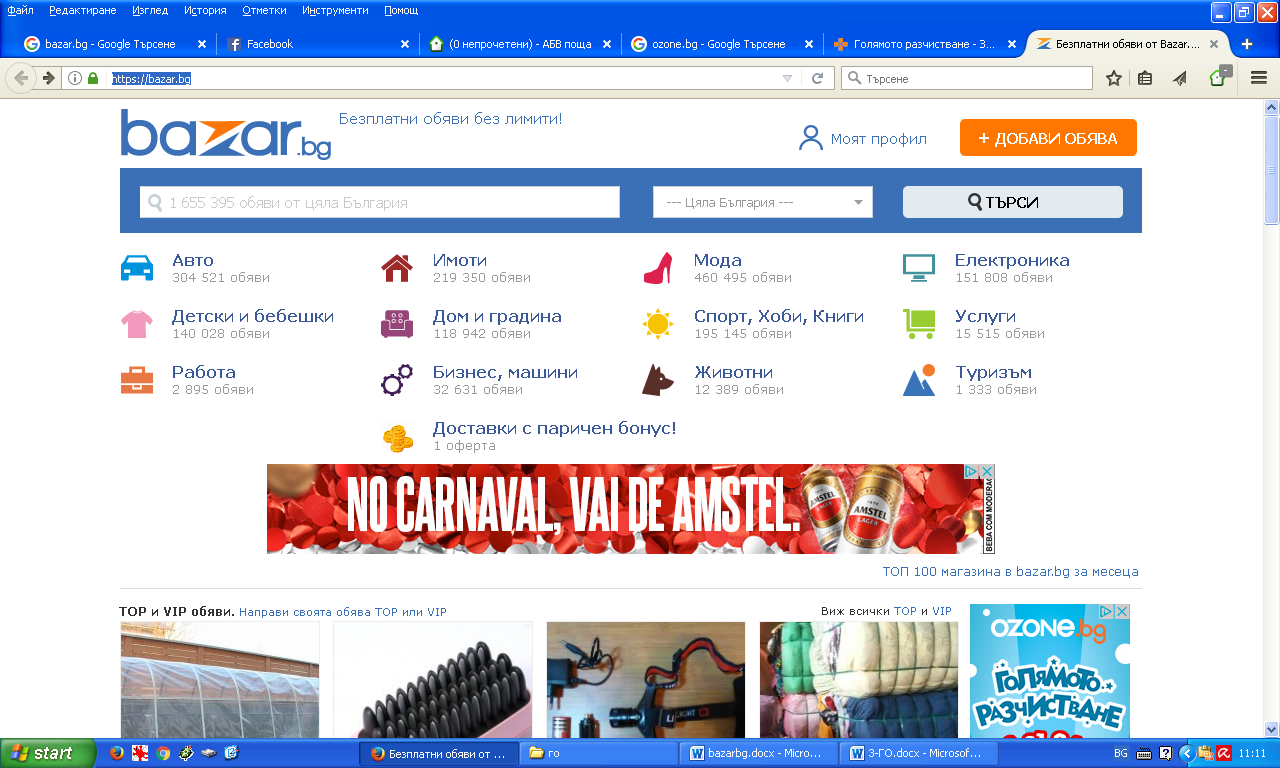 Файл Редактиране Изглед История Отметки Инструменти Помощ
bazar.bg - Google Търсене
Facebook
(0 непрочетени) - АБВ поща
ozone.bg - Google Търсене
Голямото разчистване - З...
Безплатни обяви от Bazar....
https://bazar.bg
Търсене
bazar.bg
Безплатни обяви без лимити!
Моят профил
+ ДОБАВИ ОБЯВА
1 655 395 обяви от цяла България
--- Цяла България ---
ТЪРСИ
Авто
304 521 обяви
Имоти
219 350 обяви
Мода
460 495 обяви
Електроника
151 808 обяви
Детски и бебешки
140 028 обяви
Дом и градина
118 942 обяви
Спорт, Хоби, Книги
195 145 обяви
Услуги
15 515 обяви
Работа
2 895 обяви
Бизнес, машини
32 631 обяви
Животни
12 389 обяви
Туризъм
1 333 обяви
Доставки с паричен бонус!
1 оферта
NO CARNAVAL, VAI DE AMSTEL.
AMSTEL
LAGER
AMSTEL
LAGER
ТОП 100 магазина в bazar.bg за месеца
TOP и VIP обяви. Направи своята обява TOP или VIP
Виж всички TOP и VIP
OZONE.bg
ГОЛЯМОТО
РАЗЧИСТВАНЕ
start
Безплатни обяви от ...
го
bazarbg.docx - Micro...
3-ГО.docx - Microsof...
BG
11:11